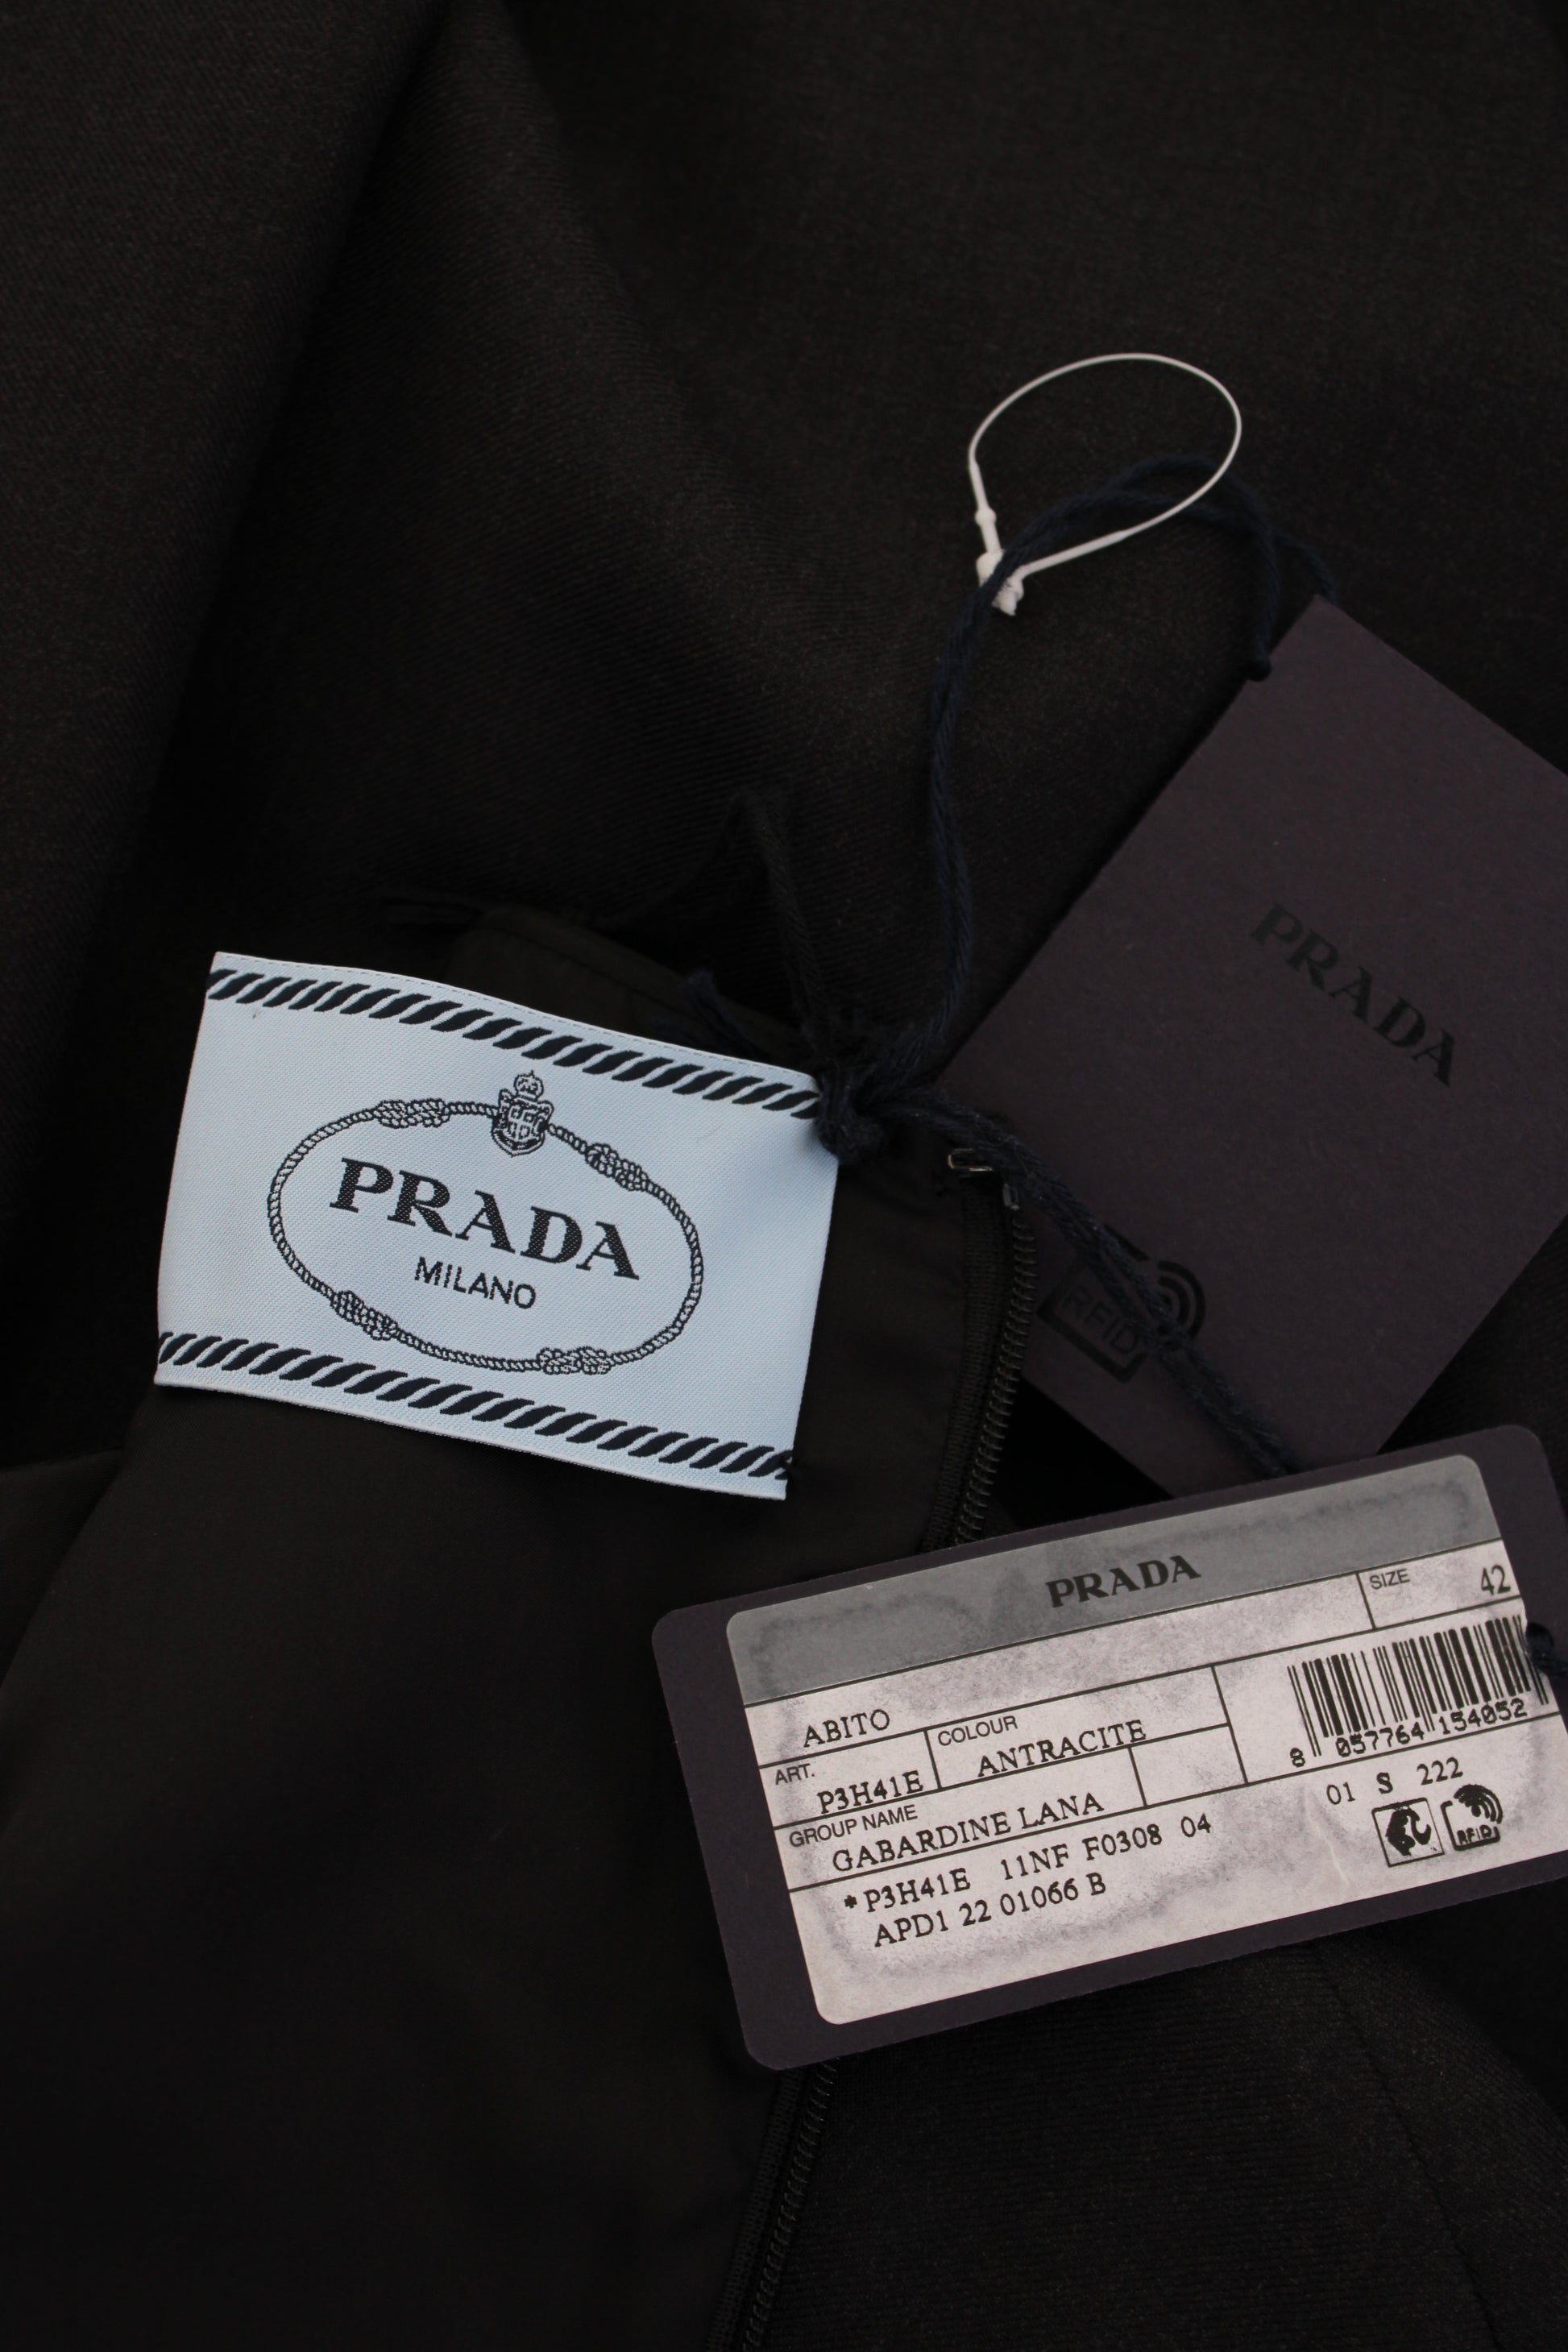 PRADA
RFID
PRADA
MILANO
PRADA
SIZE 42
ABITO
ART. P3H41E
COLOUR ANTRACITE
8 057764 154052
GROUP NAME
GABARDINE LANA
01 S 222
*P3H41E 11NF F0308 04
APD1 22 01066 B
RFID